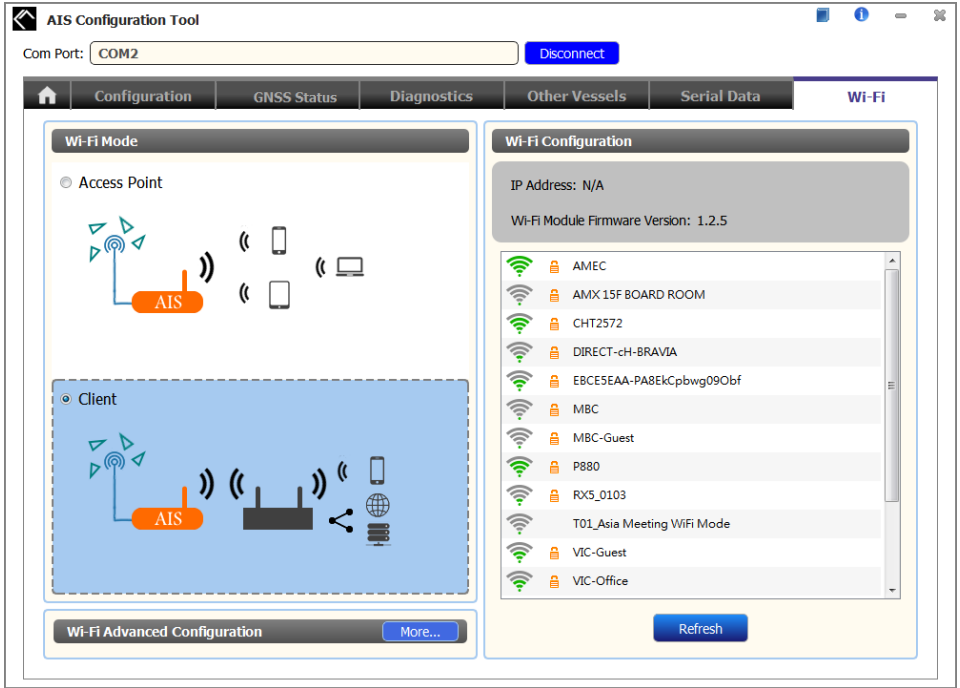 AIS Configuration Tool
Com Port: COM2 Disconnect
Configuration GNSS Status Diagnostics Other Vessels Serial Data Wi-Fi
Wi-Fi Mode
Access Point
AIS
Client
AIS
Wi-Fi Advanced Configuration More...
Wi-Fi Configuration
IP Address: N/A
Wi-Fi Module Firmware Version: 1.2.5
AMEC
AMX 15F BOARD ROOM
CHT2572
DIRECT-cH-BRAVIA
EBCE5EAA-PA8EkCpbwg09Obf
MBC
MBC-Guest
P880
RX5_0103
T01_Asia Meeting WiFi Mode
VIC-Guest
VIC-Office
Refresh